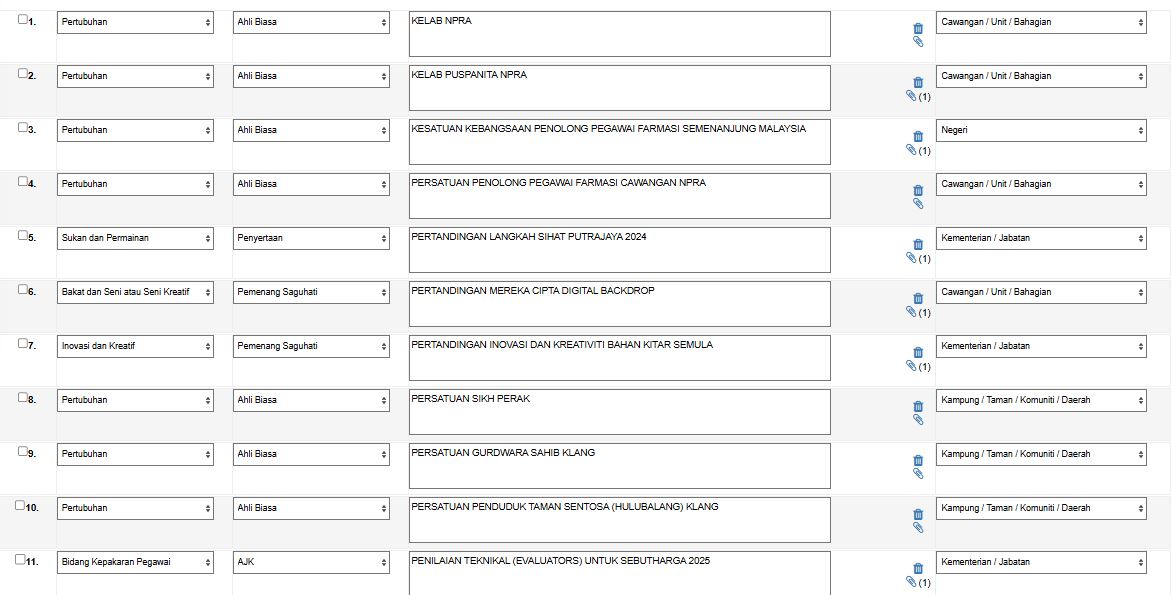 1. Pertubuhan Ahli Biasa KELAB NPRA Cawangan / Unit / Bahagian
2. Pertubuhan Ahli Biasa KELAB PUSPANITA NPRA Cawangan / Unit / Bahagian
(1)
3. Pertubuhan Ahli Biasa KESATUAN KEBANGSAAN PENOLONG PEGAWAI FARMASI SEMENANJUNG MALAYSIA Negeri
(1)
4. Pertubuhan Ahli Biasa PERSATUAN PENOLONG PEGAWAI FARMASI CAWANGAN NPRA Cawangan / Unit / Bahagian
5. Sukan dan Permainan Penyertaan PERTANDINGAN LANGKAH SIHAT PUTRAJAYA 2024 Kementerian / Jabatan
(1)
6. Bakat dan Seni atau Seni Kreatif Pemenang Saguhati PERTANDINGAN MEREKA CIPTA DIGITAL BACKDROP Cawangan / Unit / Bahagian
(1)
7. Inovasi dan Kreatif Pemenang Saguhati PERTANDINGAN INOVASI DAN KREATIVITI BAHAN KITAR SEMULA Kementerian / Jabatan
(1)
8. Pertubuhan Ahli Biasa PERSATUAN SIKH PERAK Kampung / Taman / Komuniti / Daerah
9. Pertubuhan Ahli Biasa PERSATUAN GURDWARA SAHIB KLANG Kampung / Taman / Komuniti / Daerah
10. Pertubuhan Ahli Biasa PERSATUAN PENDUDUK TAMAN SENTOSA (HULUBALANG) KLANG Kampung / Taman / Komuniti / Daerah
11. Bidang Kepakaran Pegawai AJK PENILAIAN TEKNIKAL (EVALUATORS) UNTUK SEBUTHARGA 2025 Kementerian / Jabatan
(1)